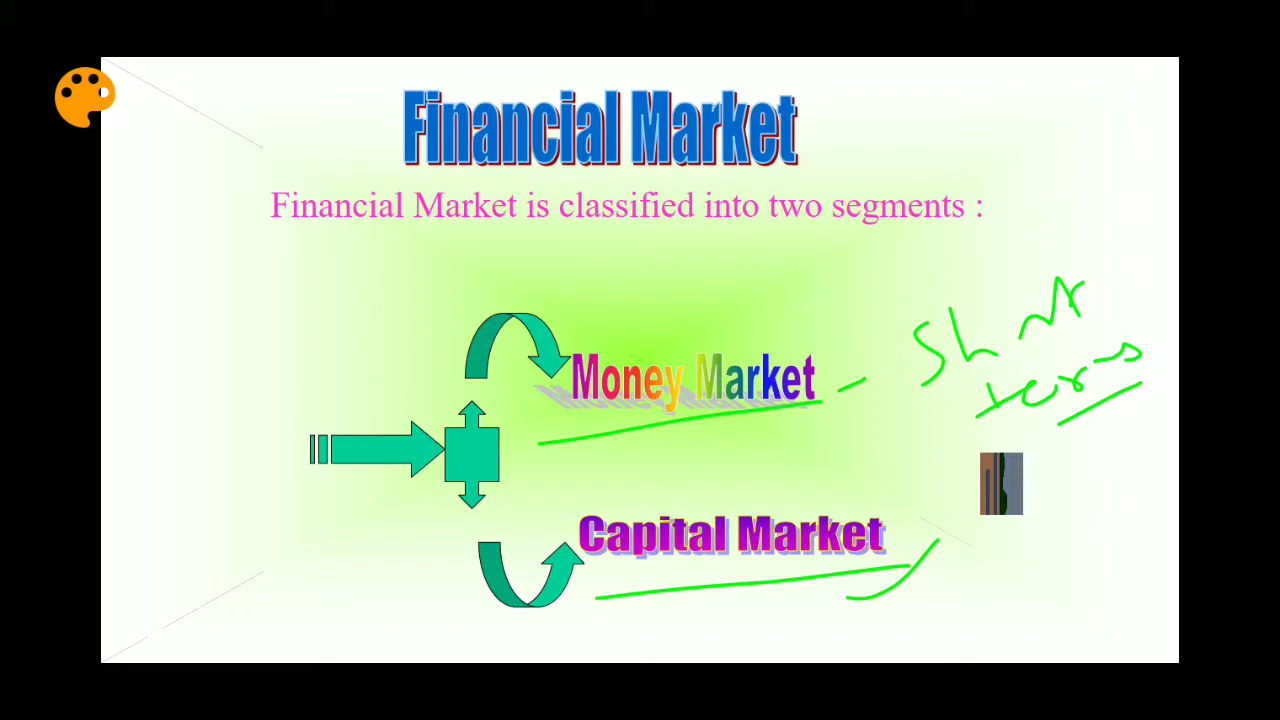 Financial Market
Financial Market is classified into two segments :
Money Market
Short
term
Capital Market